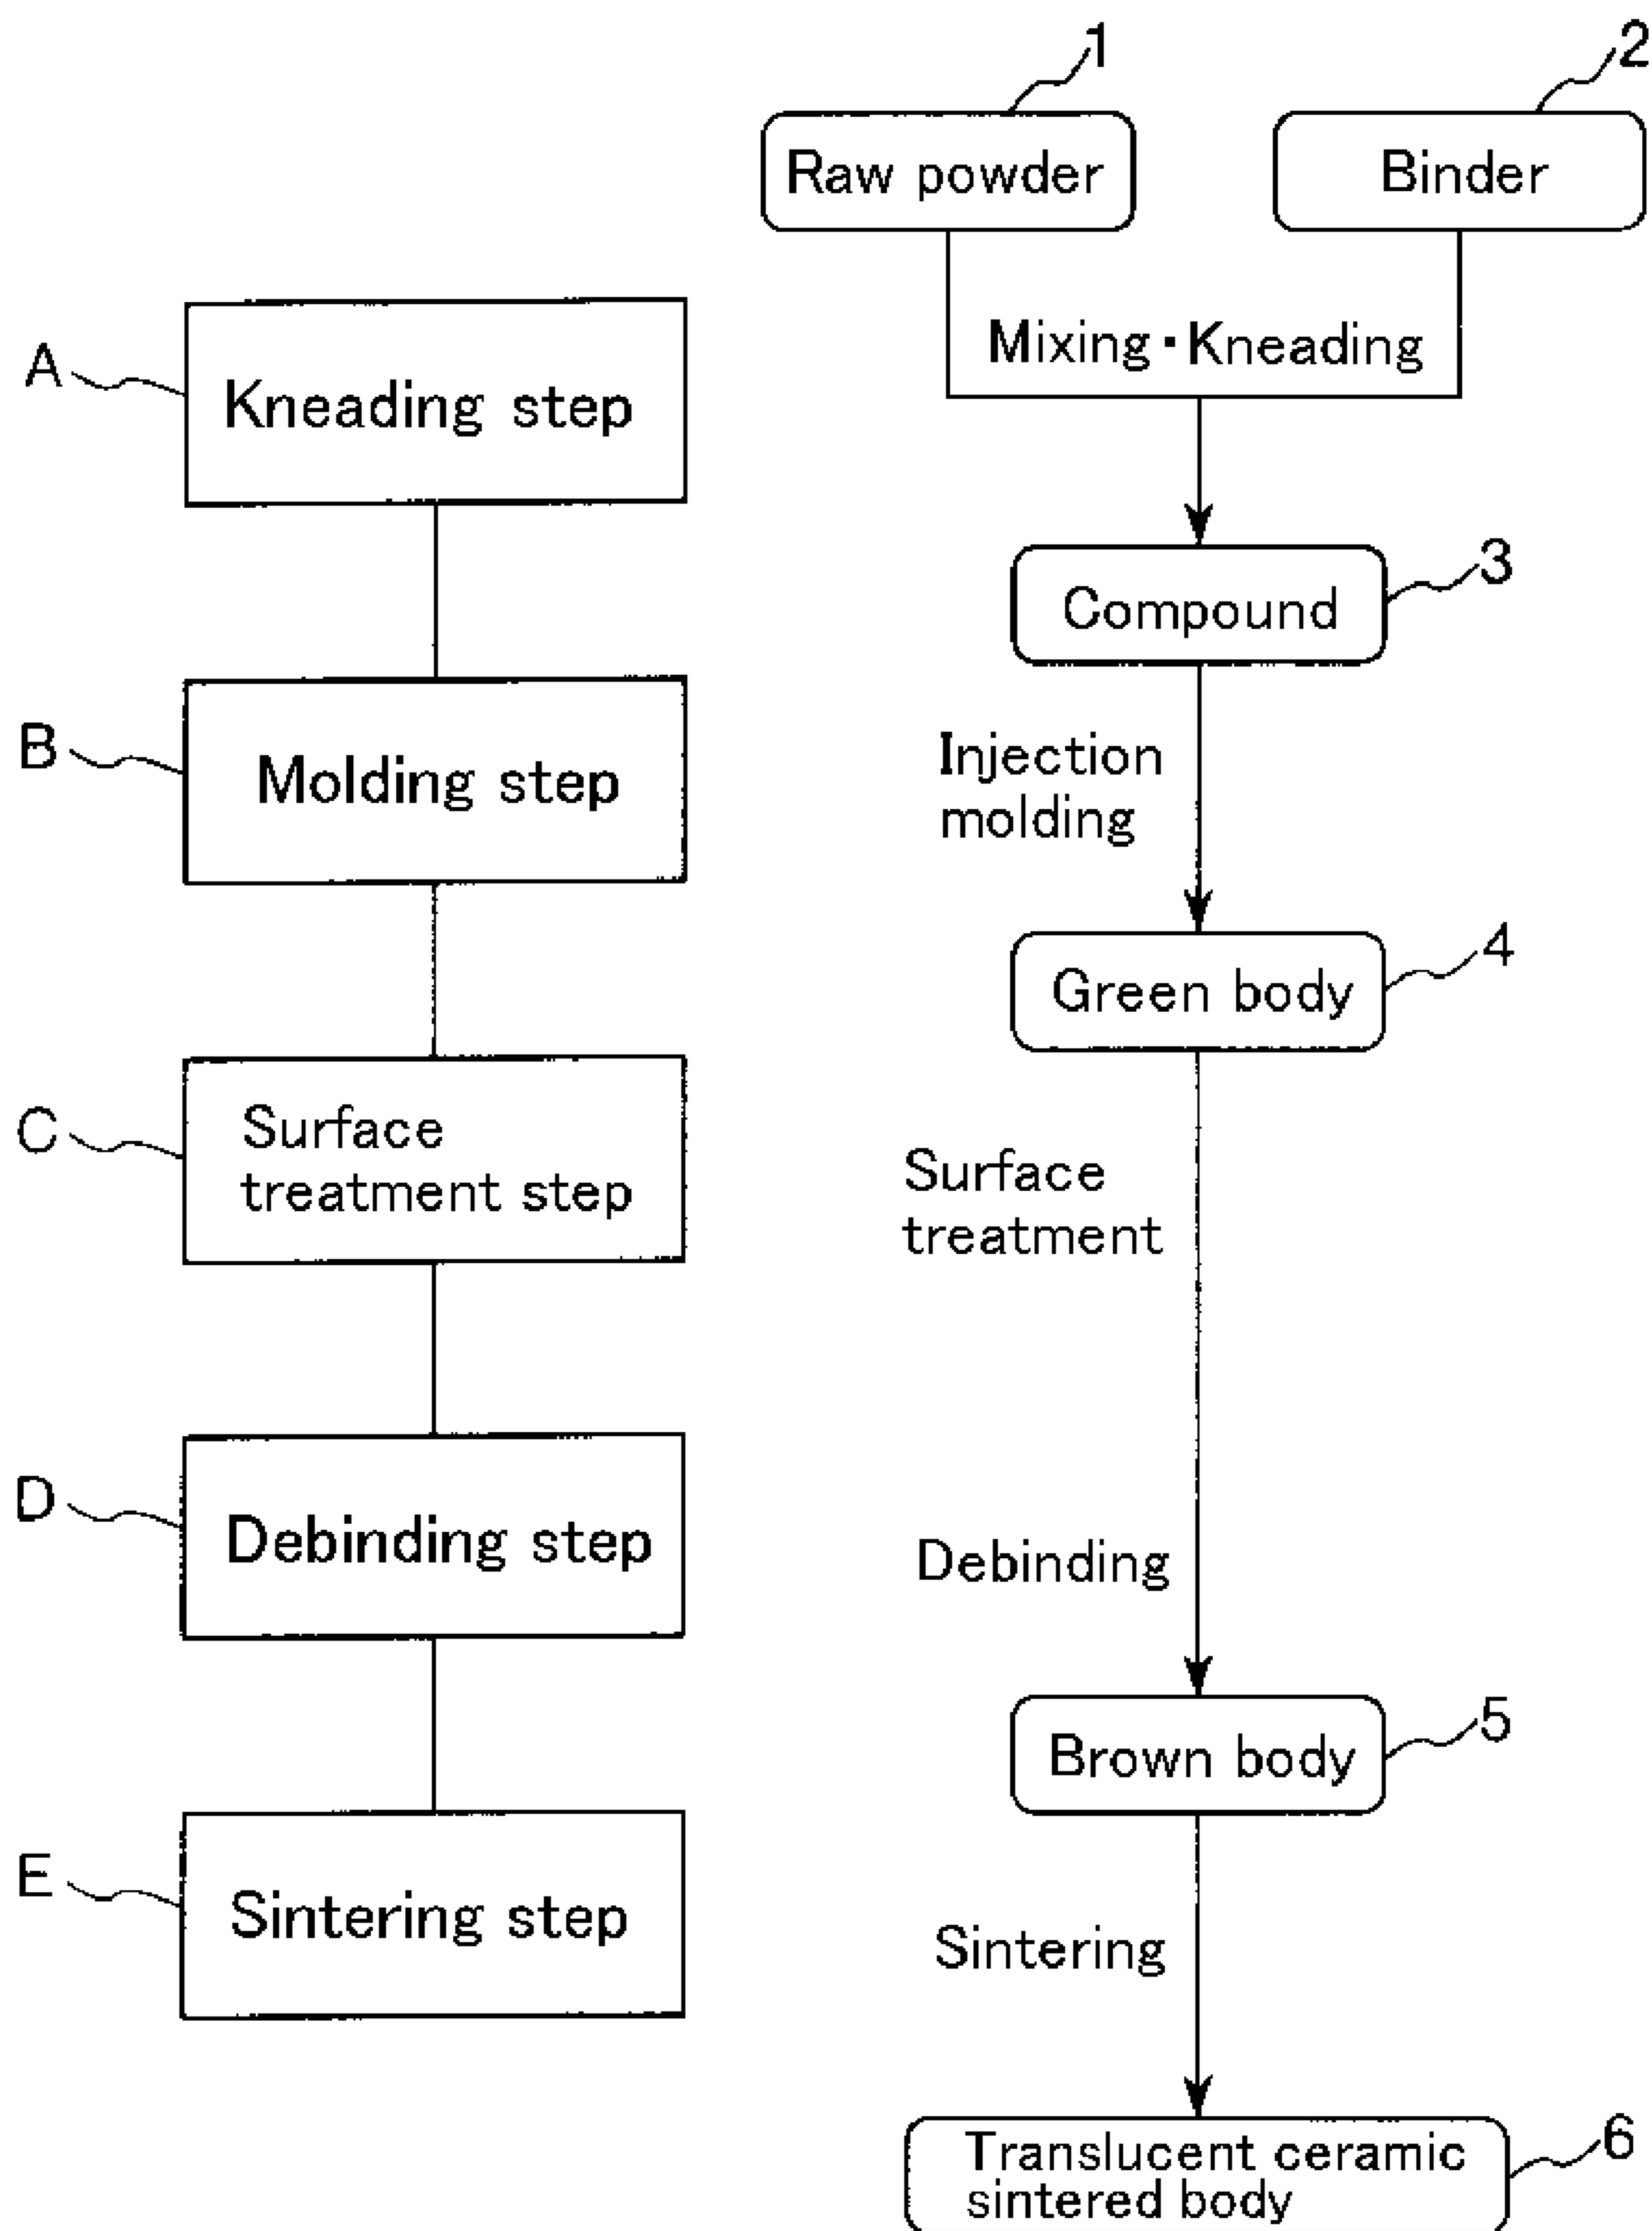 1
2
Raw powder
Binder
Mixing・Kneading
A
Kneading step
3
Compound
B
Molding step
Injection
molding
4
Green body
C
Surface
treatment step
Surface
treatment
D
Debinding step
Debinding
5
Brown body
E
Sintering step
Sintering
6
Translucent ceramic
sintered body